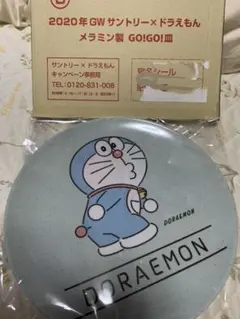 2020年GW サントリー×ドラえもん
メラミン製 GO!GO!皿
サントリー × ドラえもん
キャンペーン事務局
TEL：0120-831-008
DORAEMON
DORAEMON